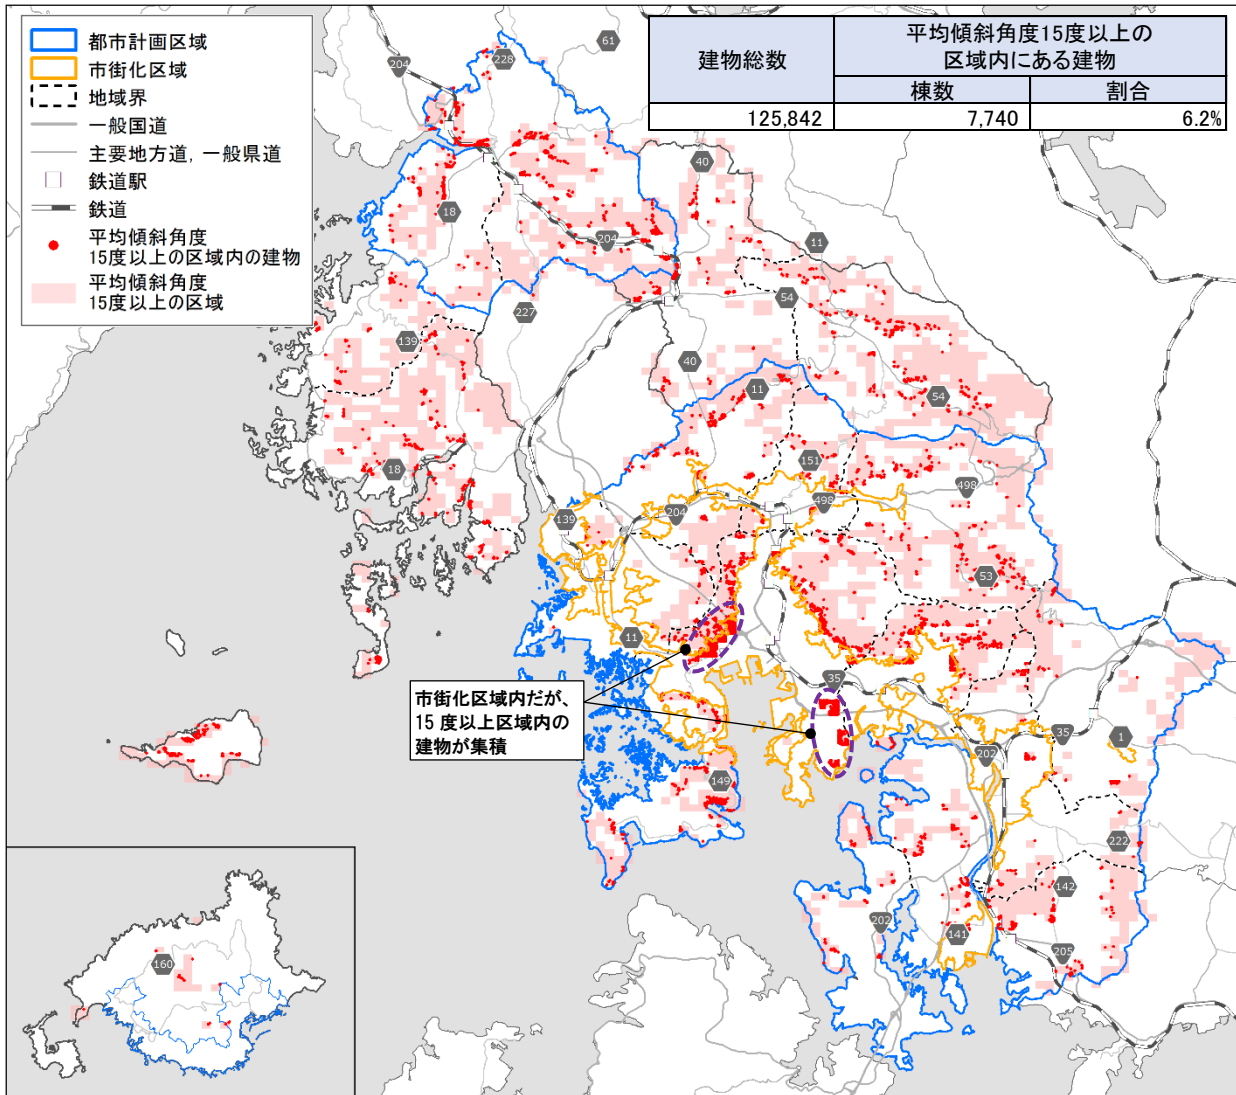 都市計画区域
市街化区域
地域界
一般国道
主要地方道, 一般県道
鉄道駅
鉄道
平均傾斜角度
15度以上の区域内の建物
平均傾斜角度
15度以上の区域
建物総数
平均傾斜角度15度以上の
区域内にある建物
棟数
割合
125,842
7,740
6.2%
61
228
204
40
18
11
204
54
227
139
40
11
54
151
18
498
498
204
139
53
11
35
市街化区域内だが、
15 度以上区域内の
建物が集積
35
1
202
149
222
142
202
141
205
160